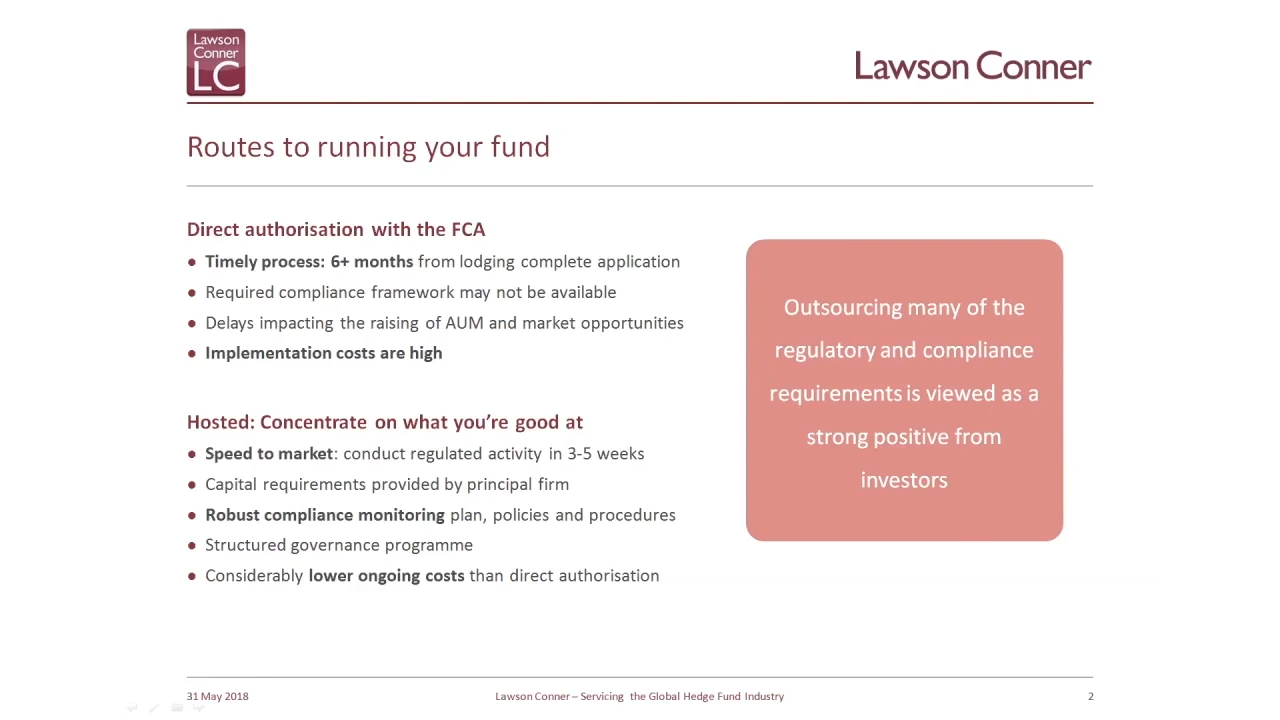 Lawson
Conner
LC
Lawson Conner
Routes to running your fund
Direct authorisation with the FCA
● Timely process: 6+ months from lodging complete application
● Required compliance framework may not be available
● Delays impacting the raising of AUM and market opportunities
● Implementation costs are high
Hosted: Concentrate on what you’re good at
● Speed to market: conduct regulated activity in 3-5 weeks
● Capital requirements provided by principal firm
● Robust compliance monitoring plan, policies and procedures
● Structured governance programme
● Considerably lower ongoing costs than direct authorisation
Outsourcing many of the
regulatory and compliance
requirements is viewed as a
strong positive from
investors
31 May 2018
Lawson Conner – Servicing the Global Hedge Fund Industry
2